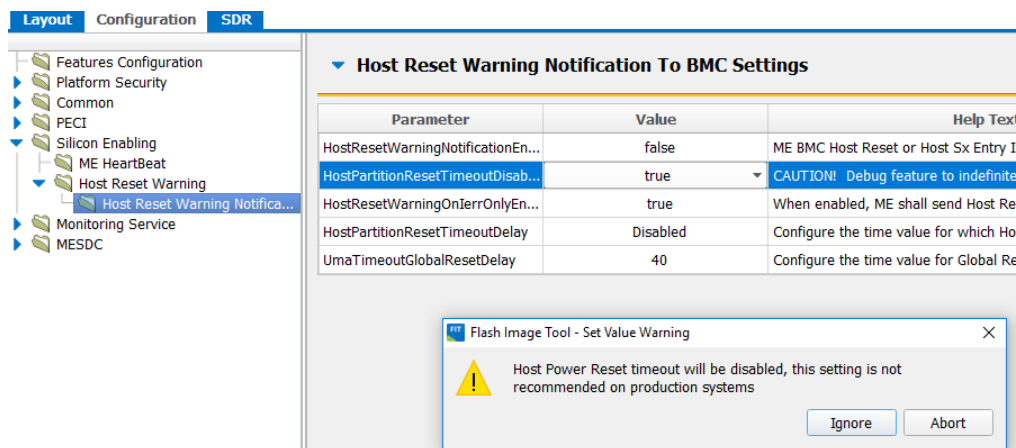 Layout Configuration SDR
Features Configuration
Platform Security
Common
PECI
Silicon Enabling
ME HeartBeat
Host Reset Warning
Host Reset Warning Notifica...
Monitoring Service
MESDC
Host Reset Warning Notification To BMC Settings
Parameter Value Help Text
HostResetWarningNotificationEn... false ME BMC Host Reset or Host Sx Entry I
HostPartitionResetTimeoutDisab... true CAUTION! Debug feature to indefinite
HostResetWarningOnIerrOnlyEn... true When enabled, ME shall send Host Re
HostPartitionResetTimeoutDelay Disabled Configure the time value for which Ho
UmaTimeoutGlobalResetDelay 40 Configure the time value for Global Re
FIT Flash Image Tool - Set Value Warning
Host Power Reset timeout will be disabled, this setting is not
recommended on production systems
Ignore Abort